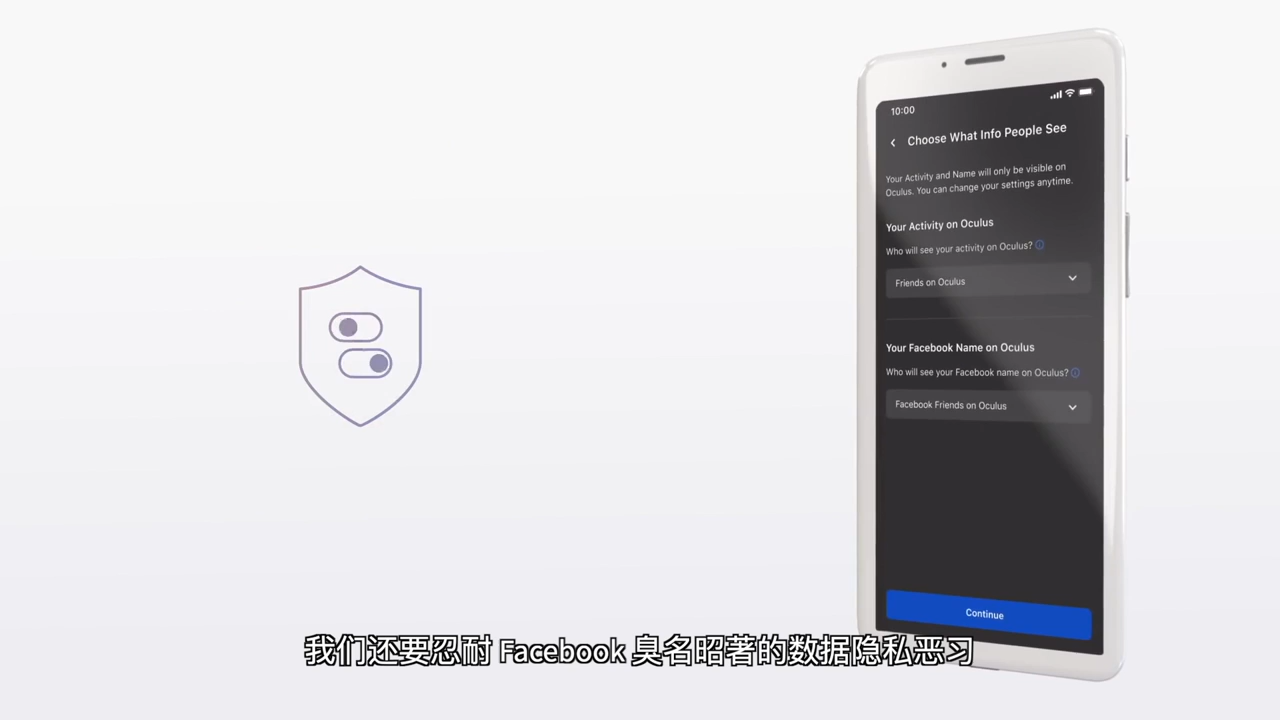 10:00
Choose What Info People See
Your Activity and Name will only be visible on
Oculus. You can change your settings anytime.
Your Activity on Oculus
Who will see your activity on Oculus?
Friends on Oculus
Your Facebook Name on Oculus
Who will see your Facebook name on Oculus?
Facebook Friends on Oculus
Continue
我们还要忍耐 Facebook 臭名昭著的数据隐私恶习